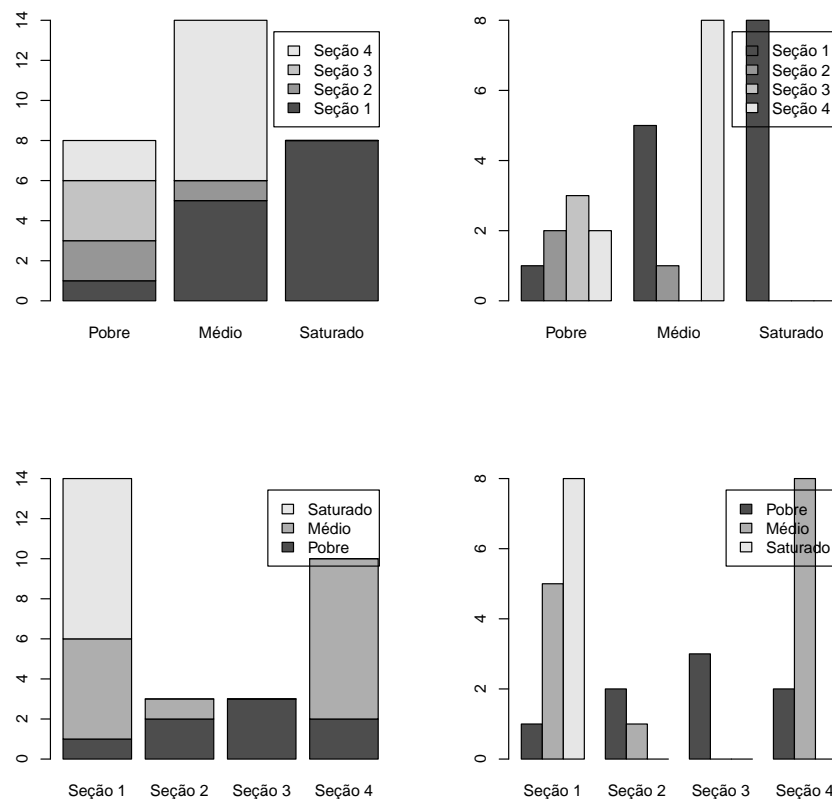 0 2 4 6 8 10 12 14
Seção 4
Seção 3
Seção 2
Seção 1
Pobre Médio Saturado
0 2 4 6 8
Seção 1
Seção 2
Seção 3
Seção 4
Pobre Médio Saturado
0 2 4 6 8 10 12 14
Saturado
Médio
Pobre
Seção 1 Seção 2 Seção 3 Seção 4
0 2 4 6 8
Pobre
Médio
Saturado
Seção 1 Seção 2 Seção 3 Seção 4